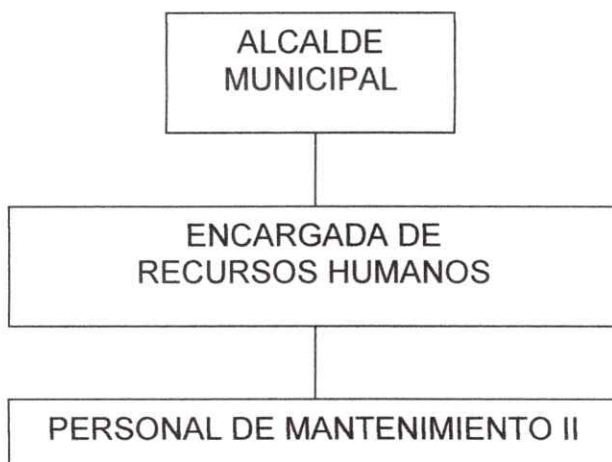 ALCALDE
MUNICIPAL
ENCARGADA DE
RECURSOS HUMANOS
PERSONAL DE MANTENIMIENTO II